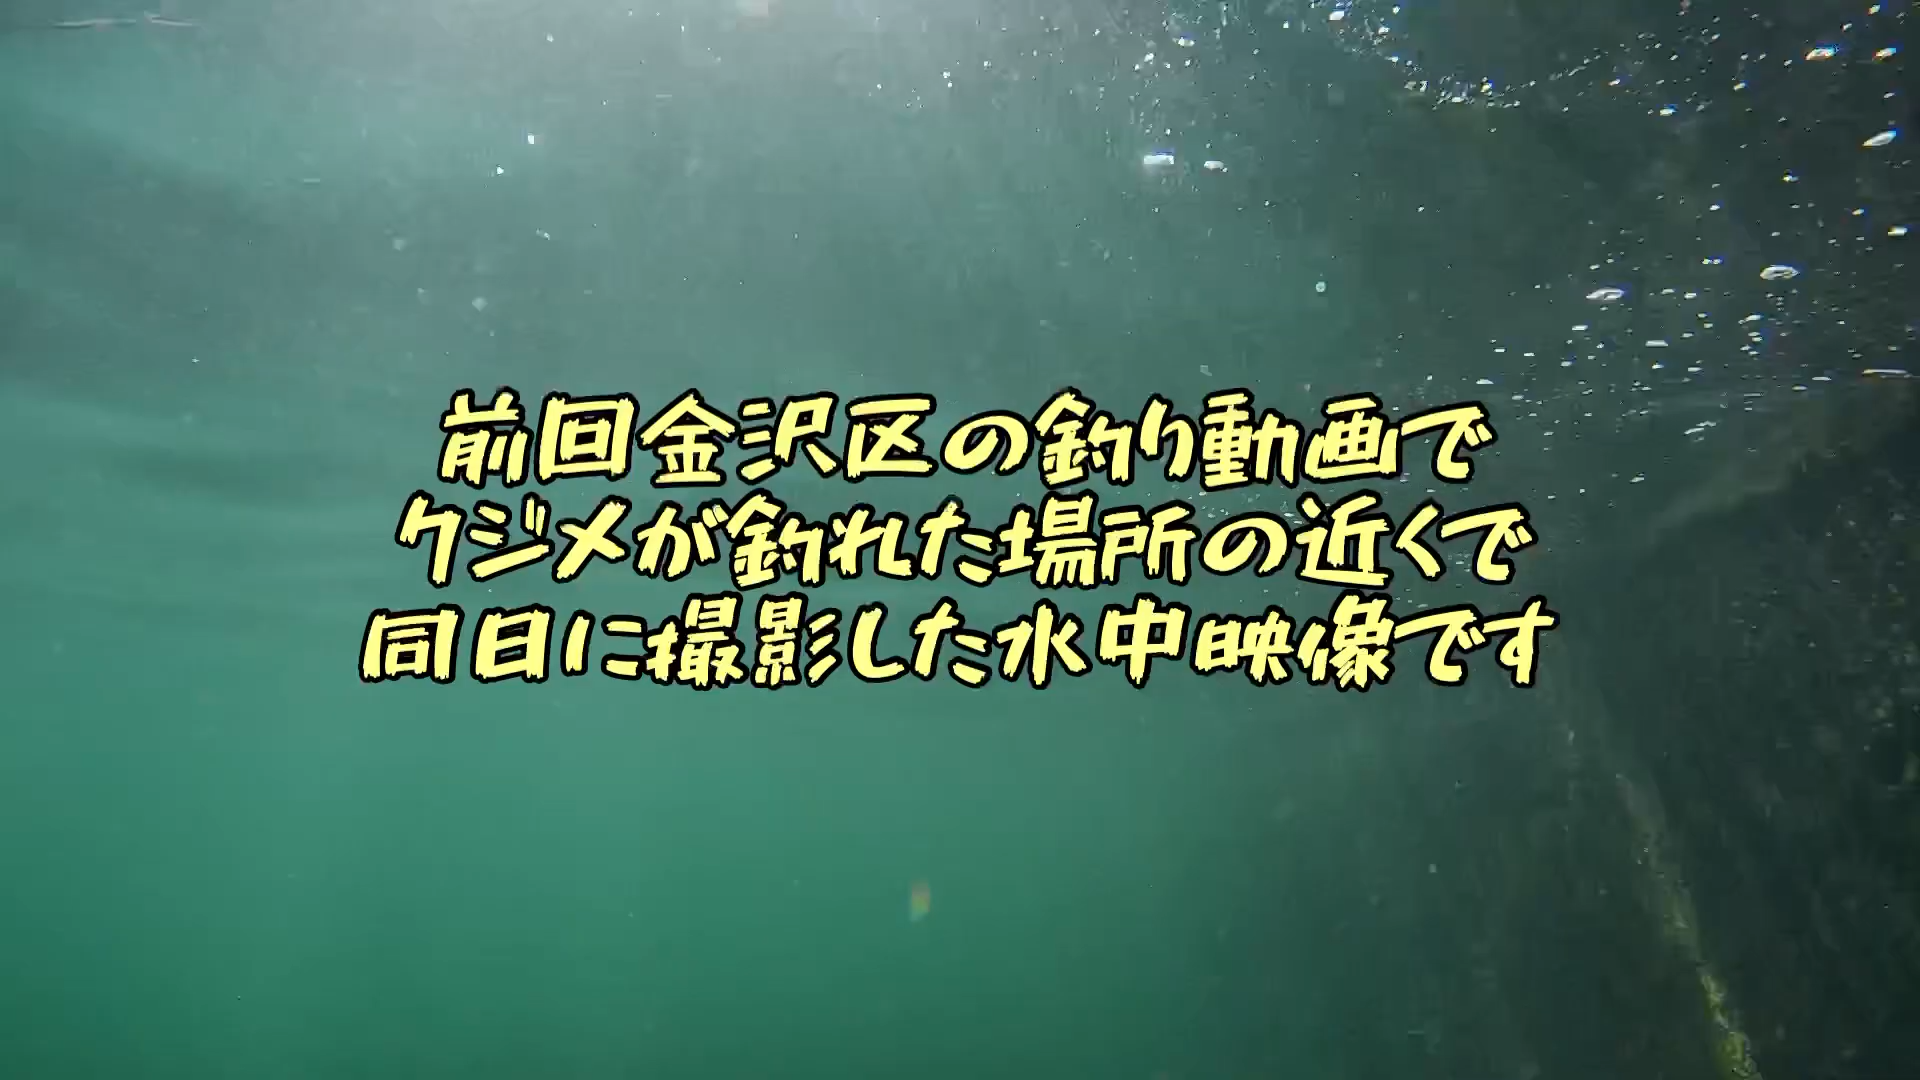 前回金沢区の釣り動画で
クジメが釣れた場所の近くで
同日に撮影した水中映像です